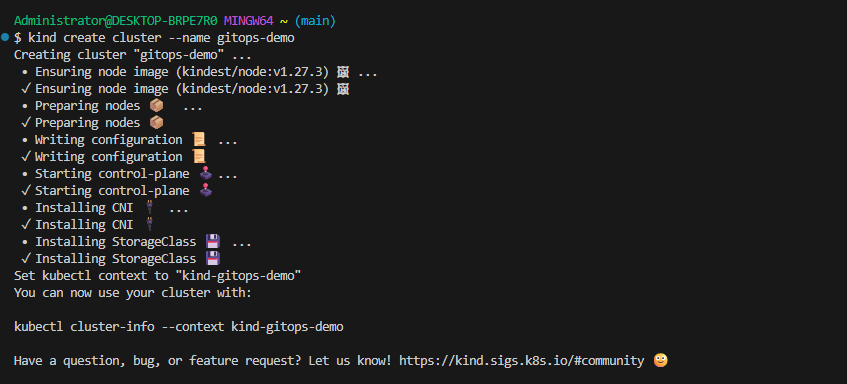 Administrator@DESKTOP-BRPE7R0 MINGW64 ~ (main)
$ kind create cluster --name gitops-demo
Creating cluster "gitops-demo" ...
• Ensuring node image (kindest/node:v1.27.3) 🖼 ...
✓ Ensuring node image (kindest/node:v1.27.3) 🖼
• Preparing nodes 📦 ...
✓ Preparing nodes 📦
• Writing configuration 📜 ...
✓ Writing configuration 📜
• Starting control-plane 🕹️ ...
✓ Starting control-plane 🕹️
• Installing CNI 🔌 ...
✓ Installing CNI 🔌
• Installing StorageClass 💾 ...
✓ Installing StorageClass 💾
Set kubectl context to "kind-gitops-demo"
You can now use your cluster with:
kubectl cluster-info --context kind-gitops-demo
Have a question, bug, or feature request? Let us know! https://kind.sigs.k8s.io/#community 🙂